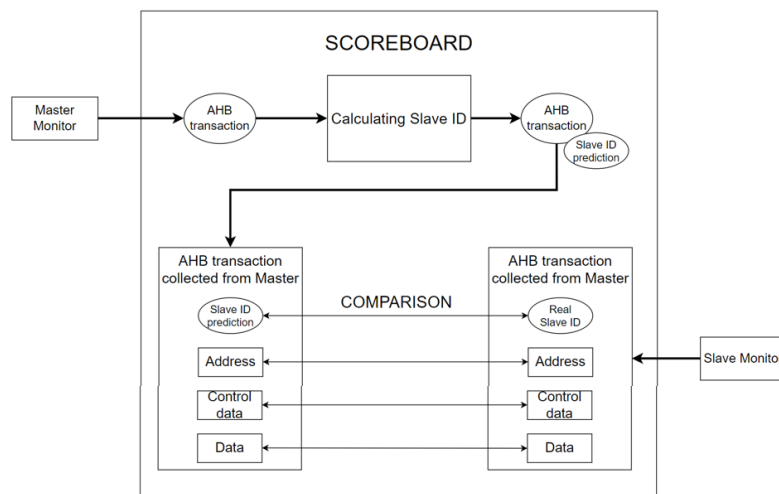 SCOREBOARD
Master
Monitor
AHB
transaction
Calculating Slave ID
AHB
transaction
Slave ID
prediction
AHB transaction
collected from Master
AHB transaction
collected from Master
COMPARISON
Slave ID
prediction
Real
Slave ID
Address
Address
Slave Monitor
Control
data
Control
data
Data
Data